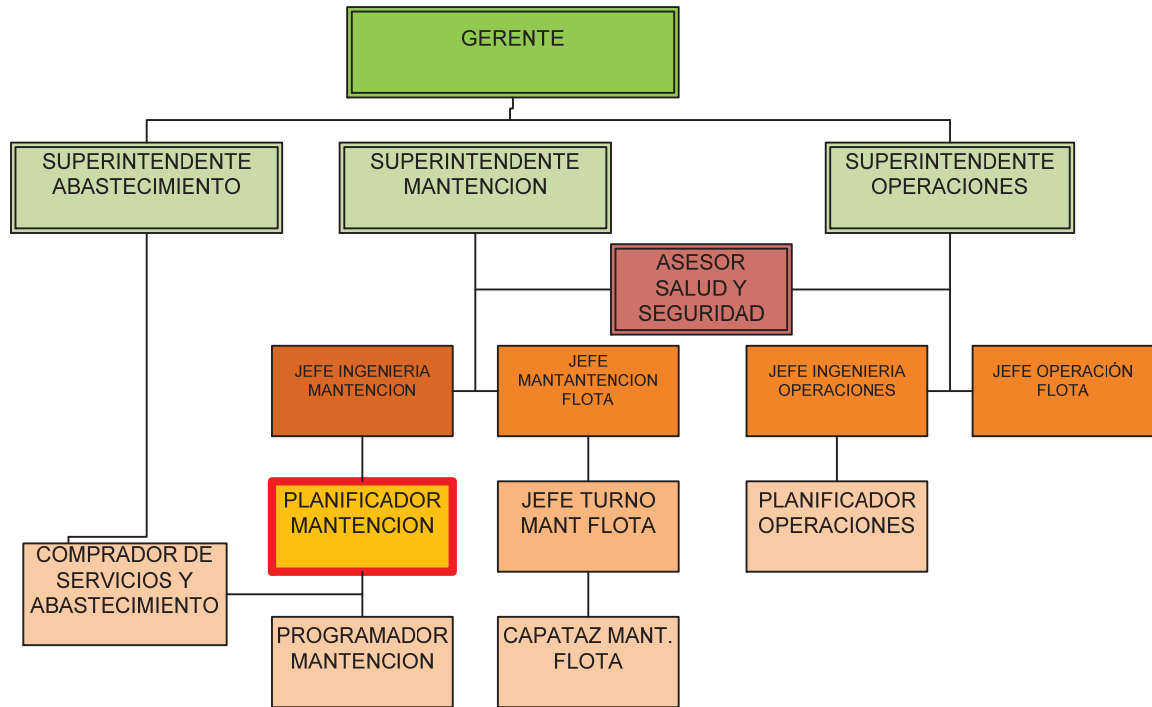 GERENTE
SUPERINTENDENTE
ABASTECIMIENTO
SUPERINTENDENTE
MANTENCION
SUPERINTENDENTE
OPERACIONES
ASESOR
SALUD Y
SEGURIDAD
JEFE INGENIERIA
MANTENCION
JEFE
MANTANTENCION
FLOTA
JEFE INGENIERIA
OPERACIONES
JEFE OPERACIÓN
FLOTA
PLANIFICADOR
MANTENCION
JEFE TURNO
MANT FLOTA
PLANIFICADOR
OPERACIONES
COMPRADOR DE
SERVICIOS Y
ABASTECIMIENTO
PROGRAMADOR
MANTENCION
CAPATAZ MANT.
FLOTA